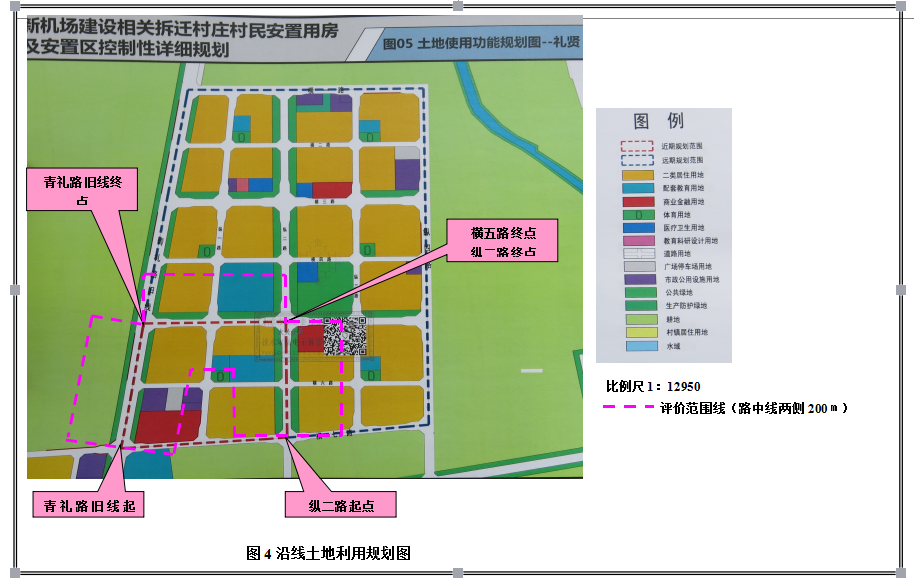 新机场建设相关拆迁村庄村民安置用房
及安置区控制性详细规划
图05 土地使用功能规划图--礼贤
图 例
近期规划范围
远期规划范围
二类居住用地
配套教育用地
商业金融用地
体育用地
医疗卫生用地
教育科研设计用地
道路用地
广场停车场用地
市政公用设施用地
公共绿地
生产防护绿地
耕地
村镇居住用地
水域
青礼路旧线终
点
横五路终点
纵二路终点
比例尺1：12950
评价范围线（路中线两侧 200m）
青礼路旧线起
纵二路起点
图 4 沿线土地利用规划图